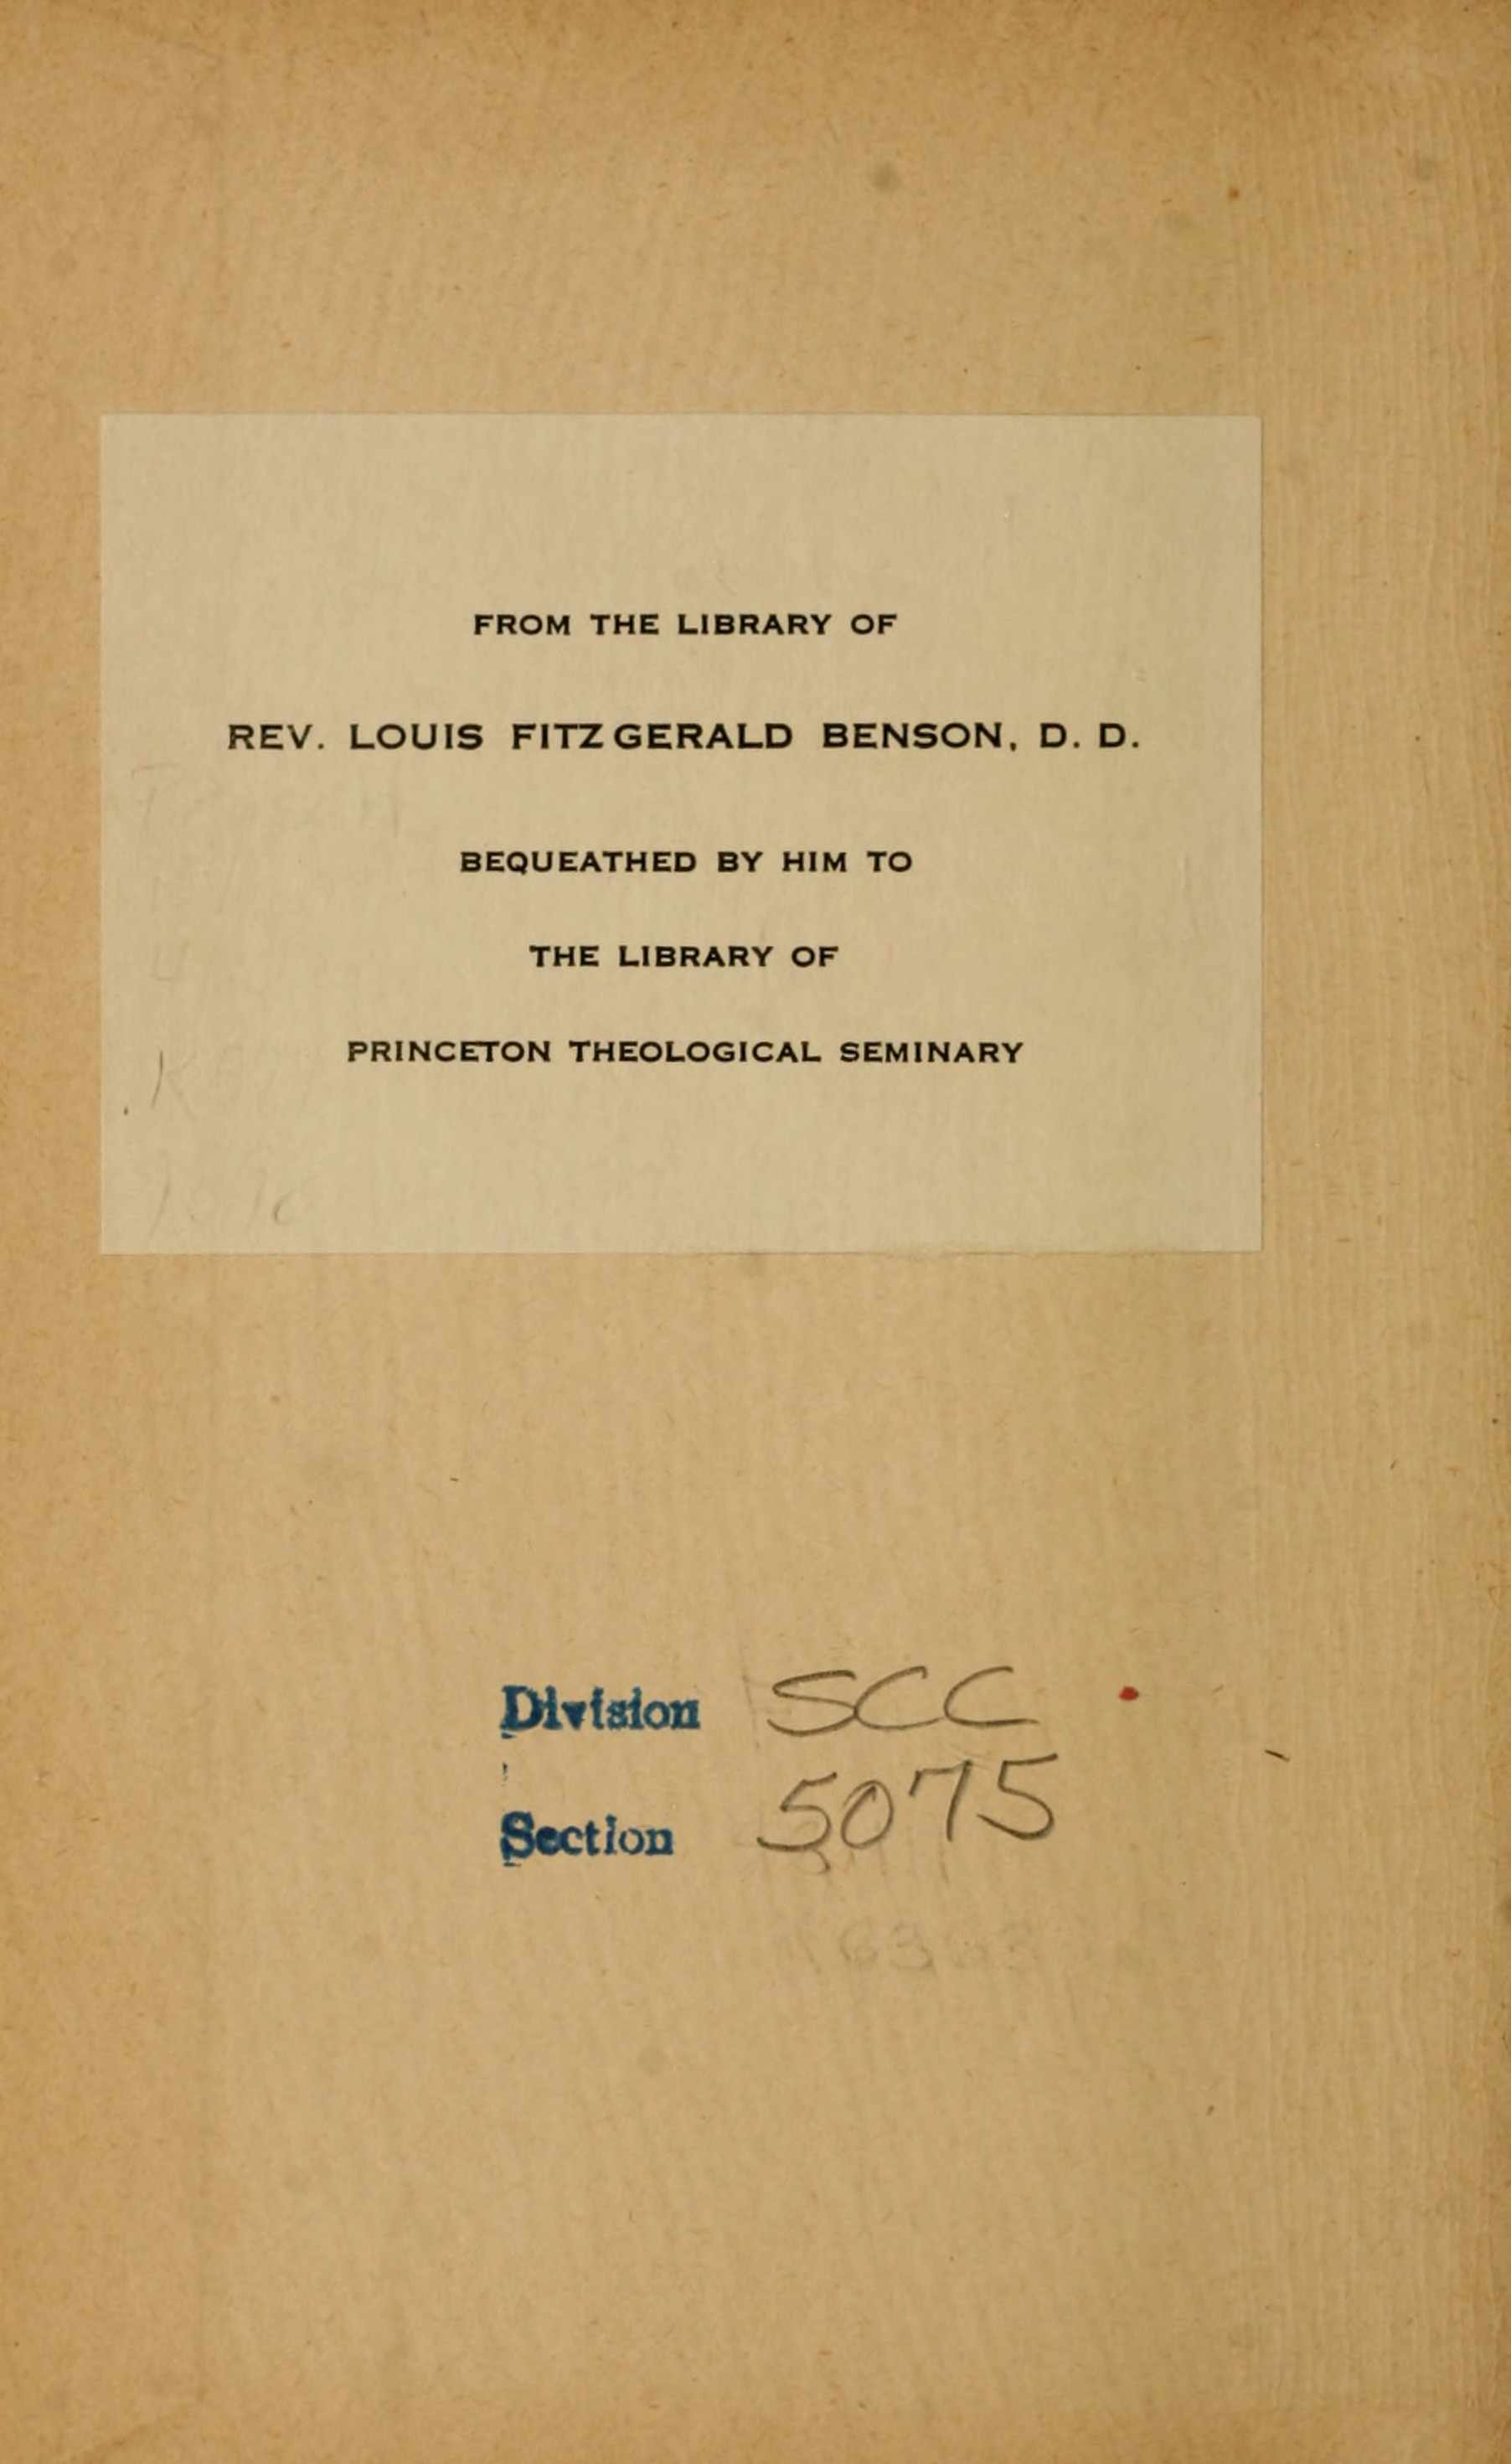 FROM THE LIBRARY OF
REV. LOUIS FITZGERALD BENSON, D. D.
BEQUEATHED BY HIM TO
THE LIBRARY OF
PRINCETON THEOLOGICAL SEMINARY
Division SCC
Section 5075